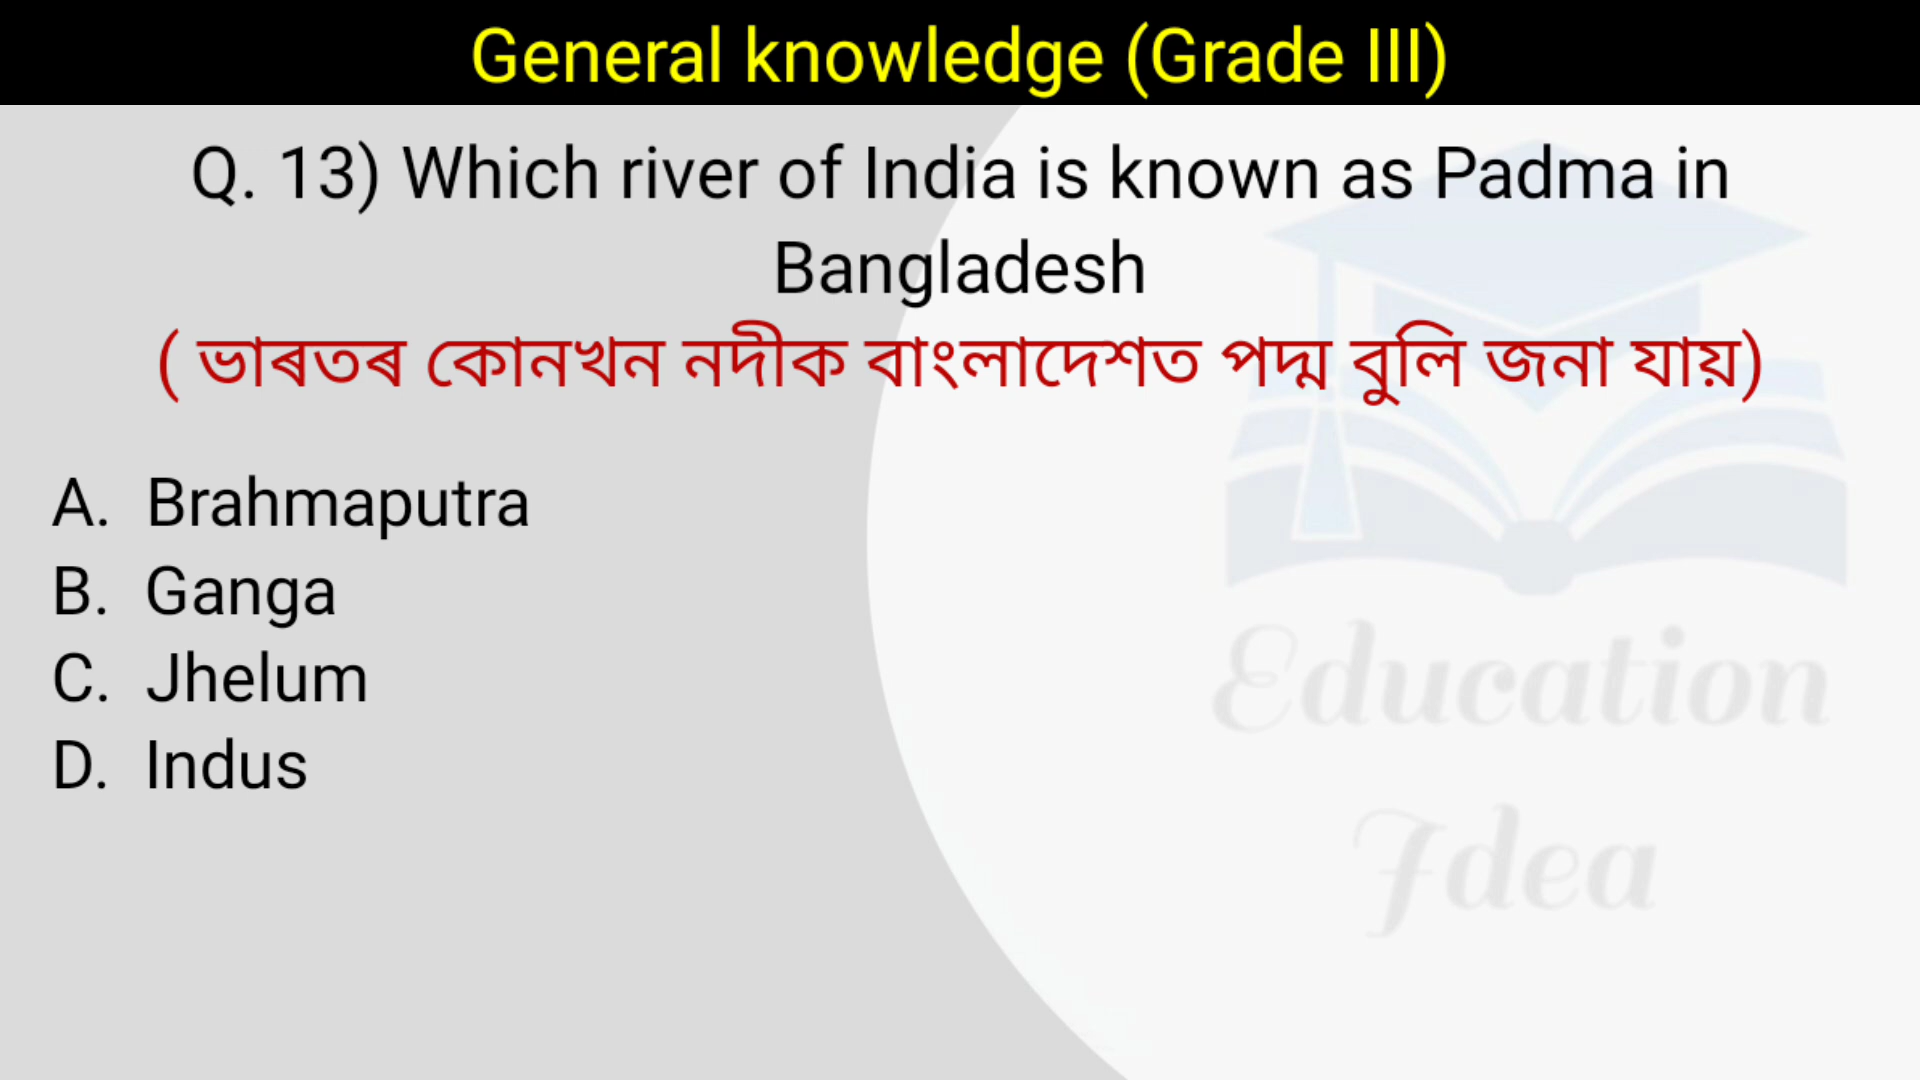 General knowledge (Grade III)
Q. 13) Which river of India is known as Padma in
Bangladesh
( ভাৰতৰ কোনখন নদীক বাংলাদেশত পদ্ম বুলি জনা যায়)
A. Brahmaputra
B. Ganga
C. Jhelum
D. Indus
Education
Idea